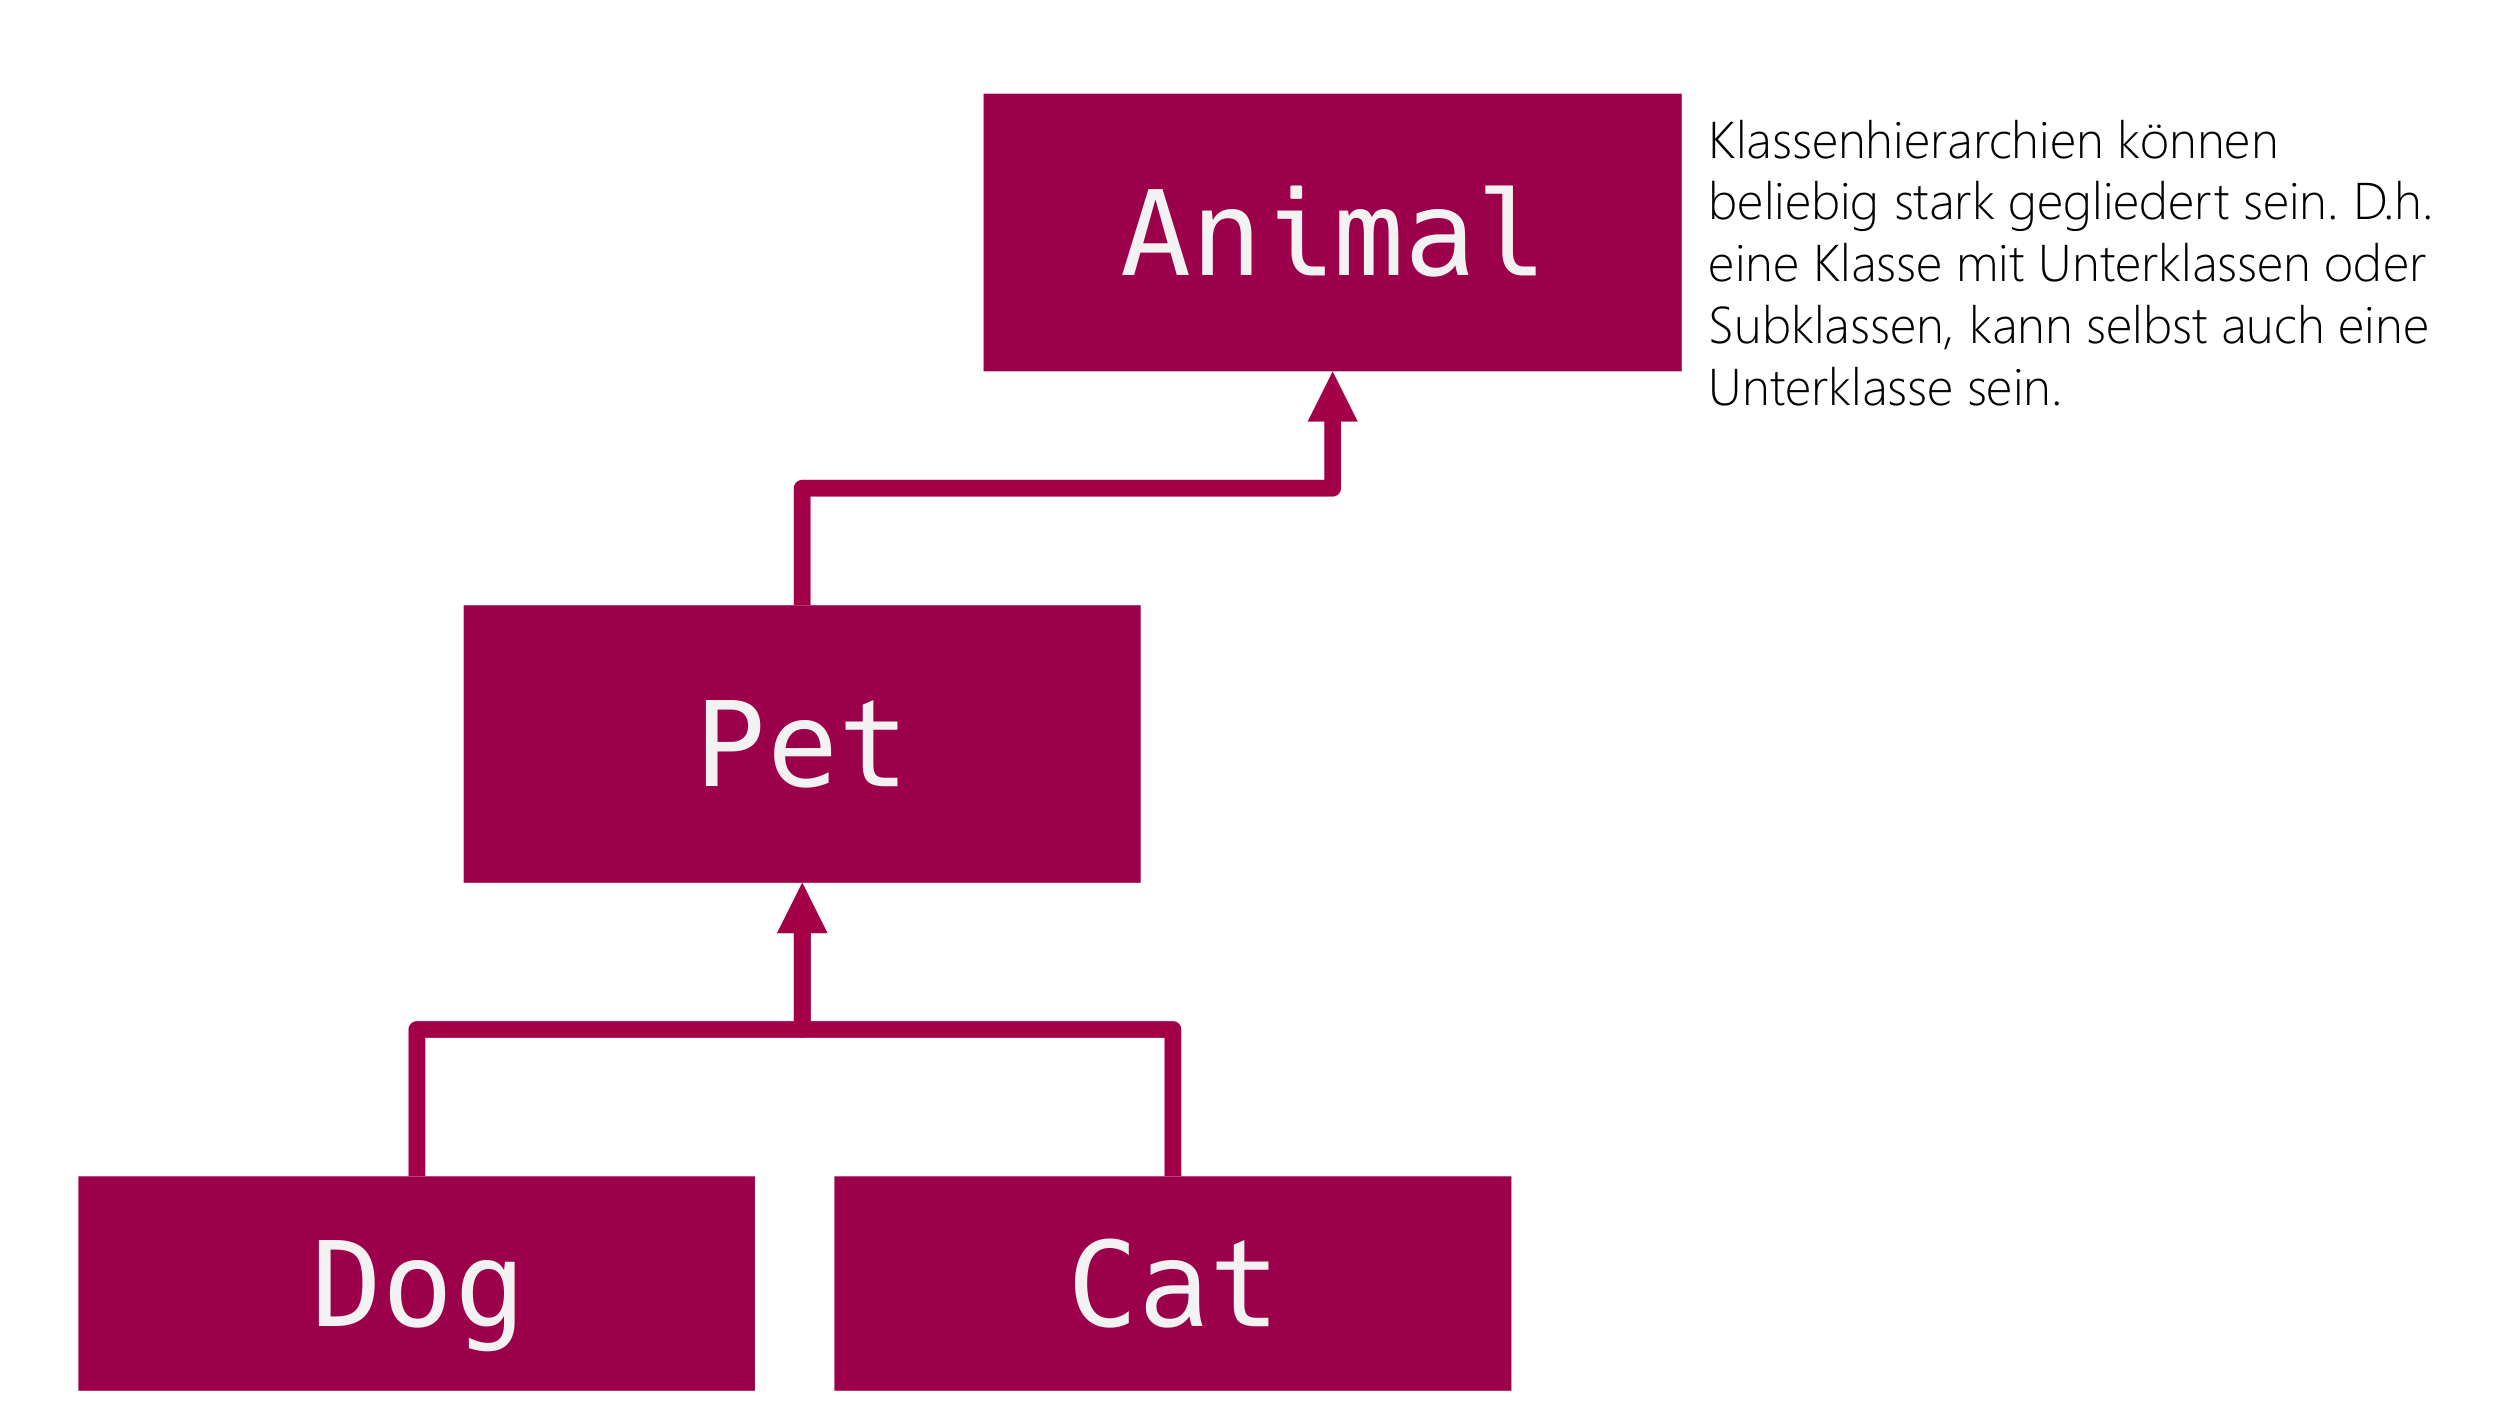 Animal
Klassenhierarchien können
beliebig stark gegliedert sein. D.h.
eine Klasse mit Unterklassen oder
Subklassen, kann selbst auch eine
Unterklasse sein.
Pet
Dog
Cat